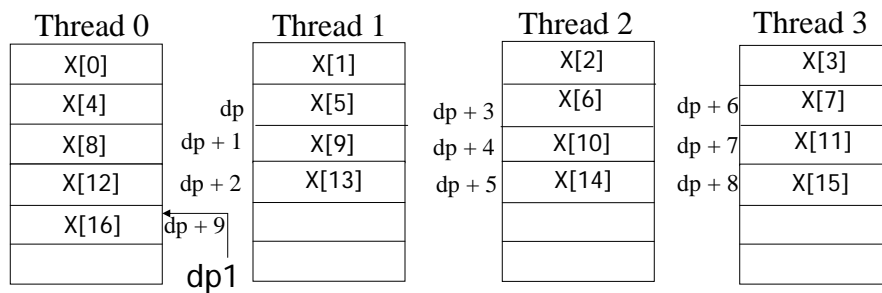 Thread 0 Thread 1 Thread 2 Thread 3
X[0] X[1] X[2] X[3]
X[4] dp X[5] dp + 3 X[6] dp + 6 X[7]
X[8] dp + 1 X[9] dp + 4 X[10] dp + 7 X[11]
X[12] dp + 2 X[13] dp + 5 X[14] dp + 8 X[15]
X[16] dp + 9
dp1